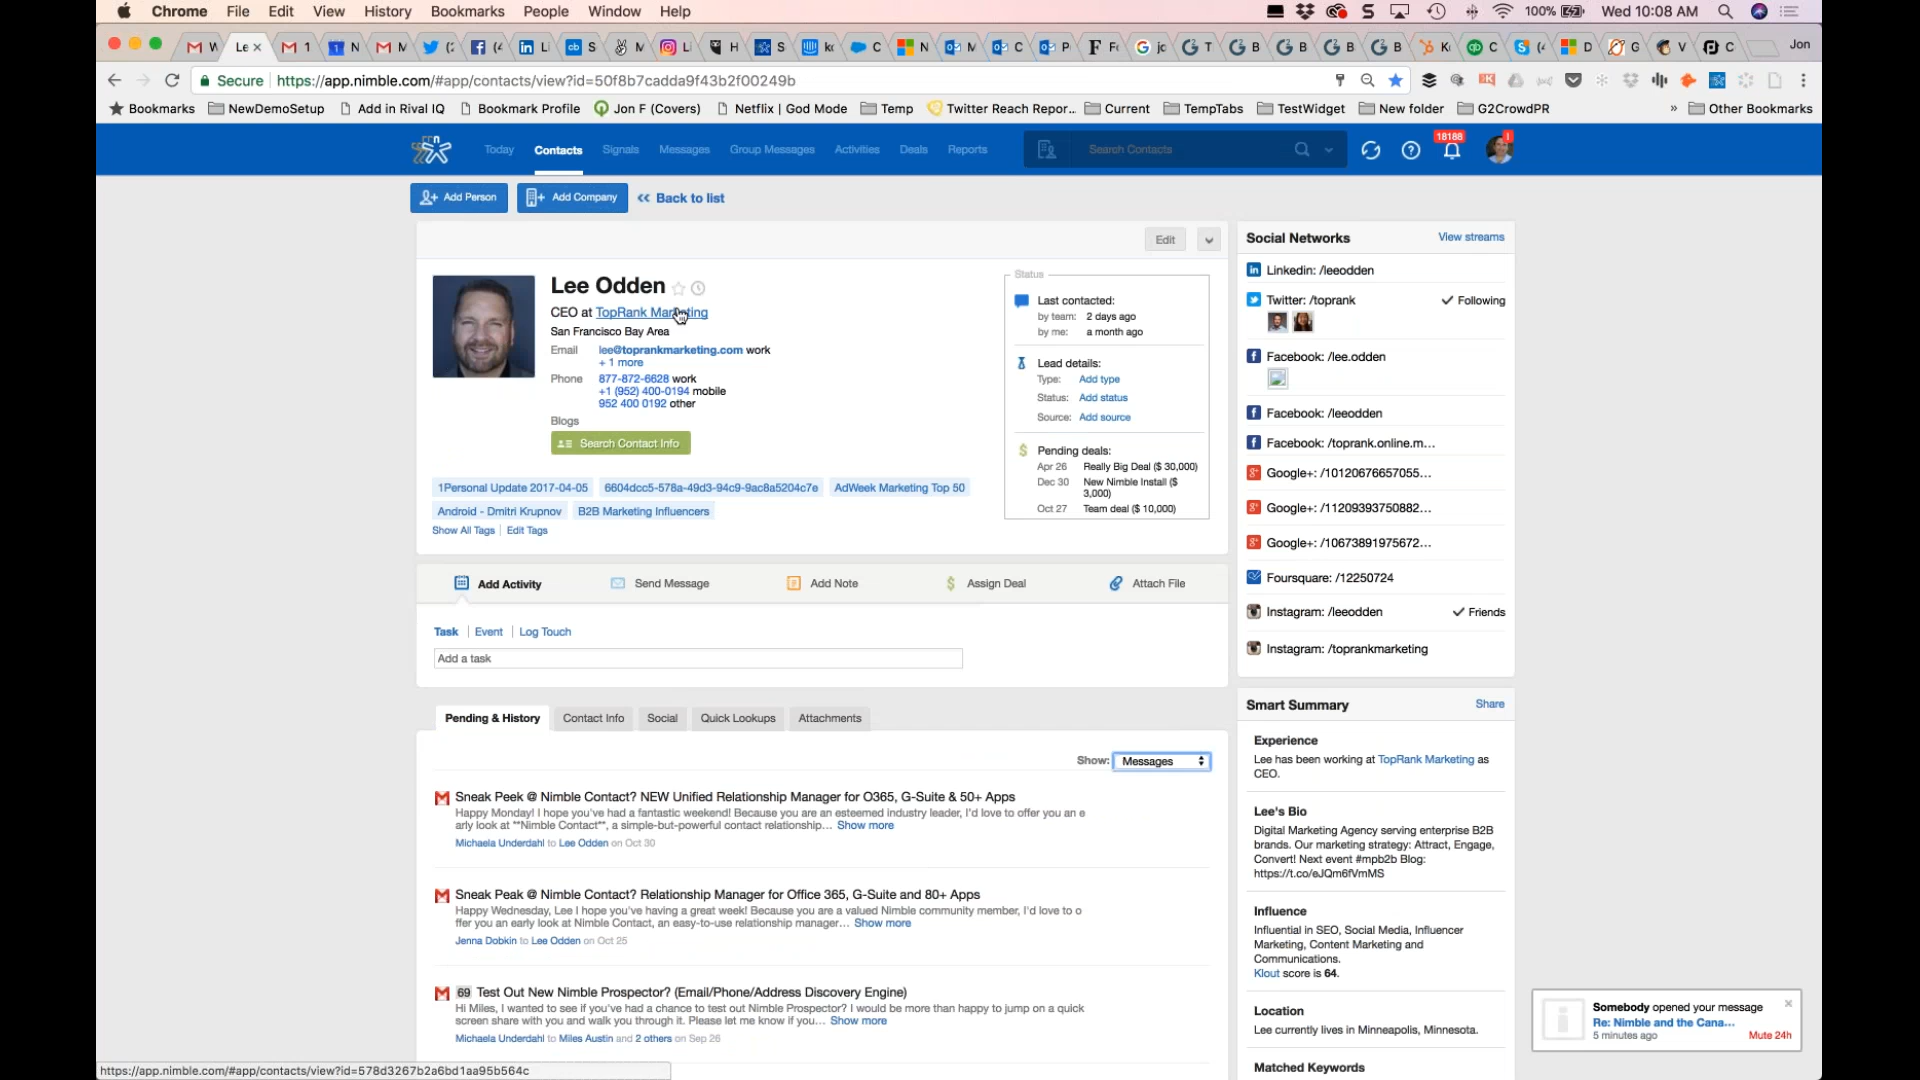 Chrome File Edit View History Bookmarks People Window Help 100% Wed 10:08 AM
Le Jon
Secure https://app.nimble.com/#app/contacts/view?id=50f8b7cadda9f43b2f00249b
Bookmarks NewDemoSetup Add in Rival IQ Bookmark Profile Jon F (Covers) Netflix | God Mode Temp Twitter Reach Repor... Current TempTabs TestWidget New folder G2CrowdPR » Other Bookmarks
Today Contacts Signals Messages Group Messages Activities Deals Reports Search Contacts 18188
Add Person Add Company Back to list
Edit
Lee Odden
CEO at TopRank Marketing
San Francisco Bay Area
Email lee@toprankmarketing.com work
+ 1 more
Phone 877-872-6628 work
+1 (952) 400-0194 mobile
952 400 0192 other
Blogs
Search Contact Info
1Personal Update 2017-04-05 6604dcc5-578a-49d3-94c9-9ac8a5204c7e AdWeek Marketing Top 50
Android - Dmitri Krupnov B2B Marketing Influencers
Show All Tags Edit Tags
Status
Last contacted:
by team: 2 days ago
by me: a month ago
Lead details:
Type: Add type
Status: Add status
Source: Add source
Pending deals:
Apr 26 Really Big Deal ($ 30,000)
Dec 30 New Nimble Install ($
3,000)
Oct 27 Team deal ($ 10,000)
Add Activity Send Message Add Note Assign Deal Attach File
Task Event Log Touch
Add a task
Pending & History Contact Info Social Quick Lookups Attachments
Show: Messages
Sneak Peek @ Nimble Contact? NEW Unified Relationship Manager for O365, G-Suite & 50+ Apps
Happy Monday! I hope you've had a fantastic weekend! Because you are an esteemed industry leader, I'd love to offer you an e
arly look at **Nimble Contact**, a simple-but-powerful contact relationship... Show more
Michaela Underdahl to Lee Odden on Oct 30
Sneak Peak @ Nimble Contact? Relationship Manager for Office 365, G-Suite and 80+ Apps
Happy Wednesday, Lee I hope you're having a great week! Because you are a valued Nimble community member, I'd love to o
ffer you an early look at Nimble Contact, an easy-to-use relationship manager... Show more
Jenna Dobkin to Lee Odden on Oct 25
69 Test Out New Nimble Prospector? (Email/Phone/Address Discovery Engine)
Hi Miles, I wanted to see if you've had a chance to test out Nimble Prospector? I would be more than happy to jump on a quick
screen share with you and walk you through it. Please let me know if you... Show more
Michaela Underdahl to Miles Austin and 2 others on Sep 26
Social Networks View streams
Linkedin: /leeodden
Twitter: /toprank Following
Facebook: /lee.odden
Facebook: /leeodden
Facebook: /toprank.online.m...
Google+: /10120676657055...
Google+: /11209393750882...
Google+: /10673891975672...
Foursquare: /12250724
Instagram: /leeodden Friends
Instagram: /toprankmarketing
Smart Summary Share
Experience
Lee has been working at TopRank Marketing as
CEO.
Lee's Bio
Digital Marketing Agency serving enterprise B2B
brands. Our marketing strategy: Attract, Engage,
Convert! Next event #mpb2b Blog:
https://t.co/eJQm6fVmMS
Influence
Influential in SEO, Social Media, Influencer
Marketing, Content Marketing and
Communications.
Klout score is 64.
Location
Lee currently lives in Minneapolis, Minnesota.
Matched Keywords
Somebody opened your message
Re: Nimble and the Cana...
5 minutes ago Mute 24h
https://app.nimble.com/#app/contacts/view?id=578d3267b2a6bd1aa95b564c